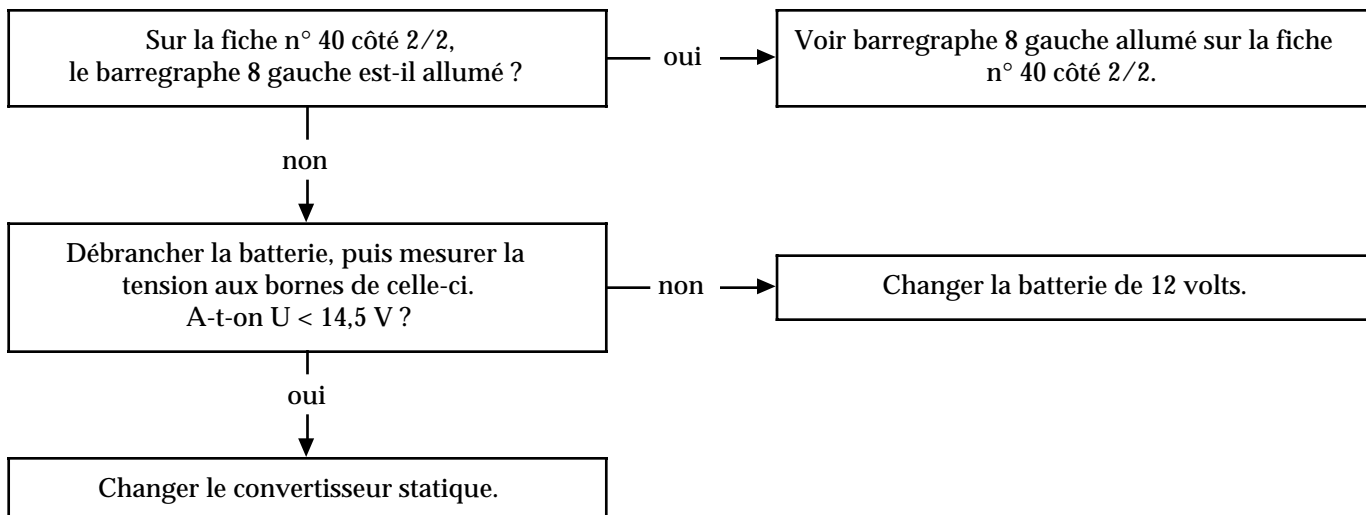 Sur la fiche n° 40 côté 2/2,
le barregraphe 8 gauche est-il allumé ?
oui
Voir barregraphe 8 gauche allumé sur la fiche
n° 40 côté 2/2.
non
Débrancher la batterie, puis mesurer la
tension aux bornes de celle-ci.
A-t-on U < 14,5 V ?
non
Changer la batterie de 12 volts.
oui
Changer le convertisseur statique.